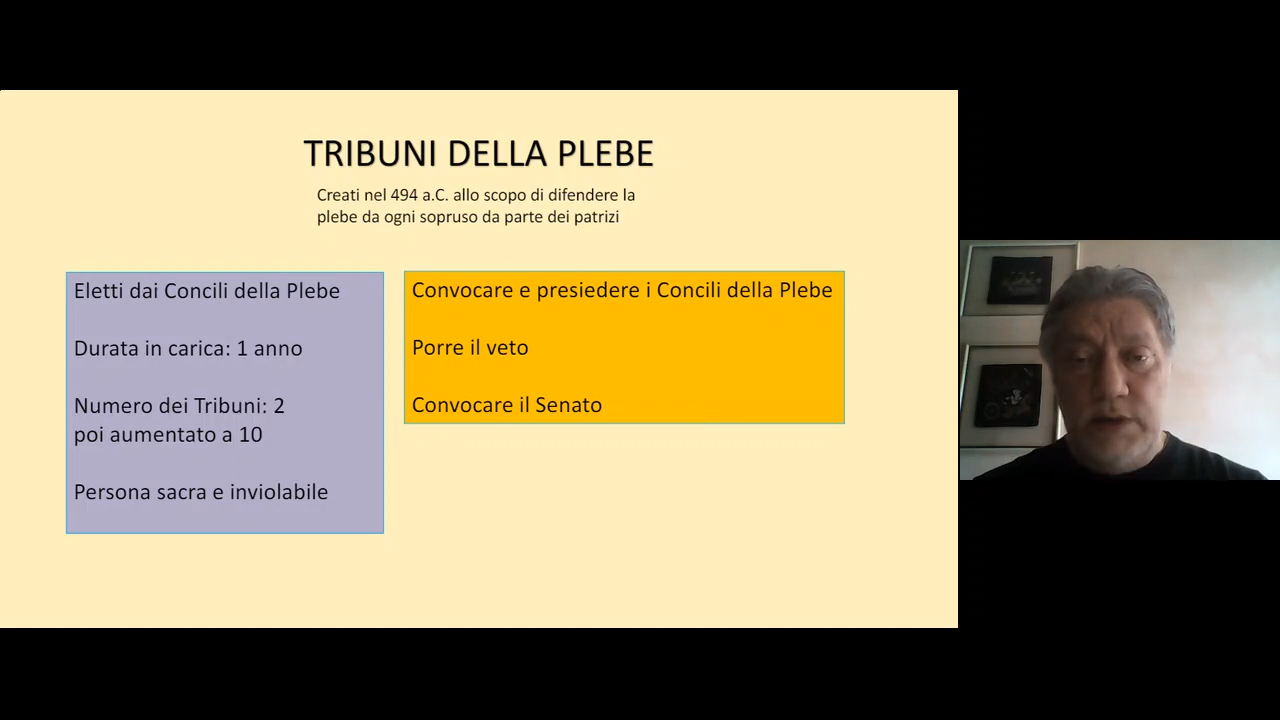 TRIBUNI DELLA PLEBE
Creati nel 494 a.C. allo scopo di difendere la
plebe da ogni sopruso da parte dei patrizi
Eletti dai Concili della Plebe
Durata in carica: 1 anno
Numero dei Tribuni: 2
poi aumentato a 10
Persona sacra e inviolabile
Convocare e presiedere i Concili della Plebe
Porre il veto
Convocare il Senato